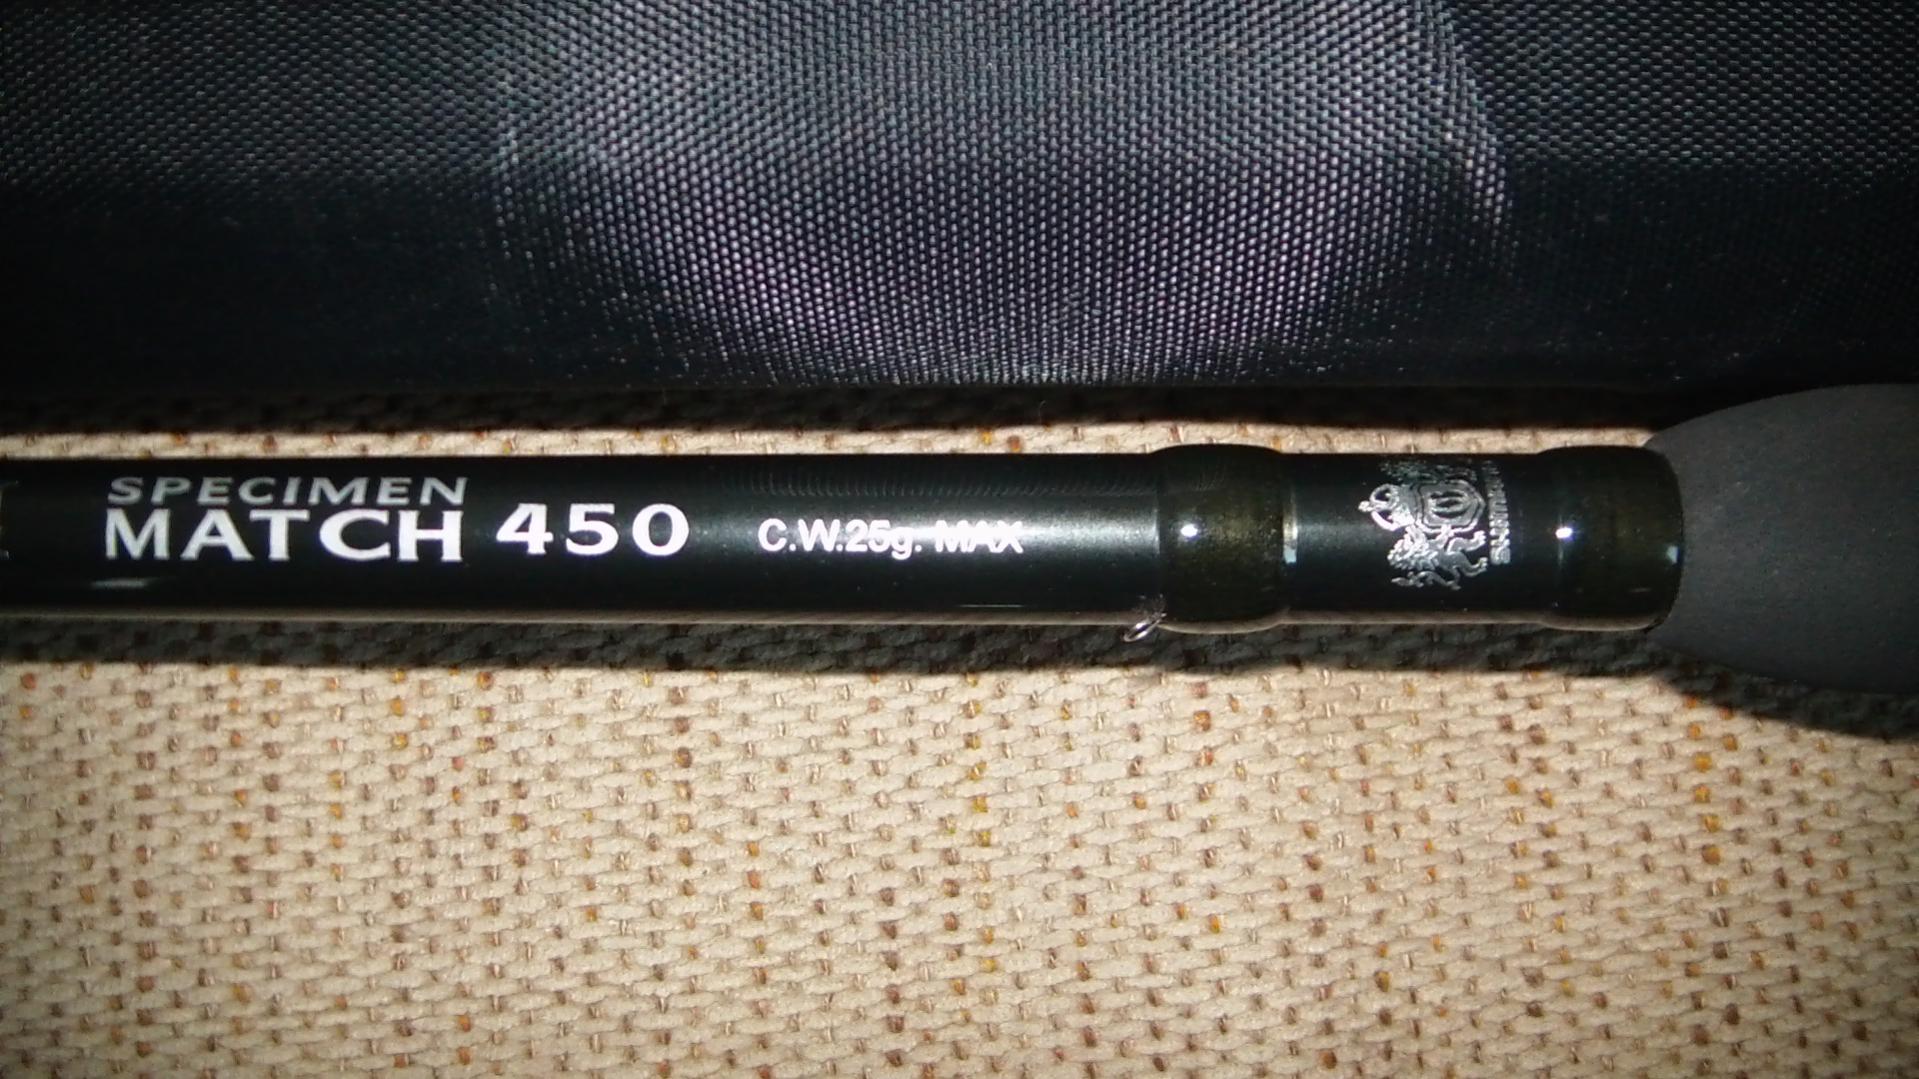 SPECIMEN
MATCH 450
C.W.25g. MAX